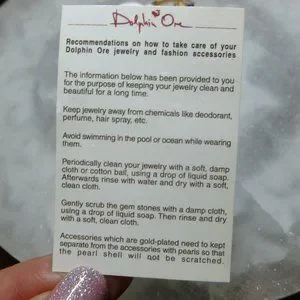 Dolphin Ore
Recommendations on how to take care of your
Dolphin Ore jewelry and fashion accessories
The information below has been provided to you
for the purpose of keeping your jewelry clean and
beautiful for a long time.
Keep jewelry away from chemicals like deodorant,
perfume, hair spray, etc.
Avoid swimming in the pool or ocean while wearing
them.
Periodically clean your jewelry with a soft, damp
cloth or cotton ball, using a drop of liquid soap.
Afterwards rinse with water and dry with a soft,
clean cloth.
Gently scrub the gem stones with a damp cloth,
using a drop of liquid soap. Then rinse and dry
with a soft, clean cloth.
Accessories which are gold-plated need to kept
separate from the accessories with pearls so that
the pearl shell will not be scratched.